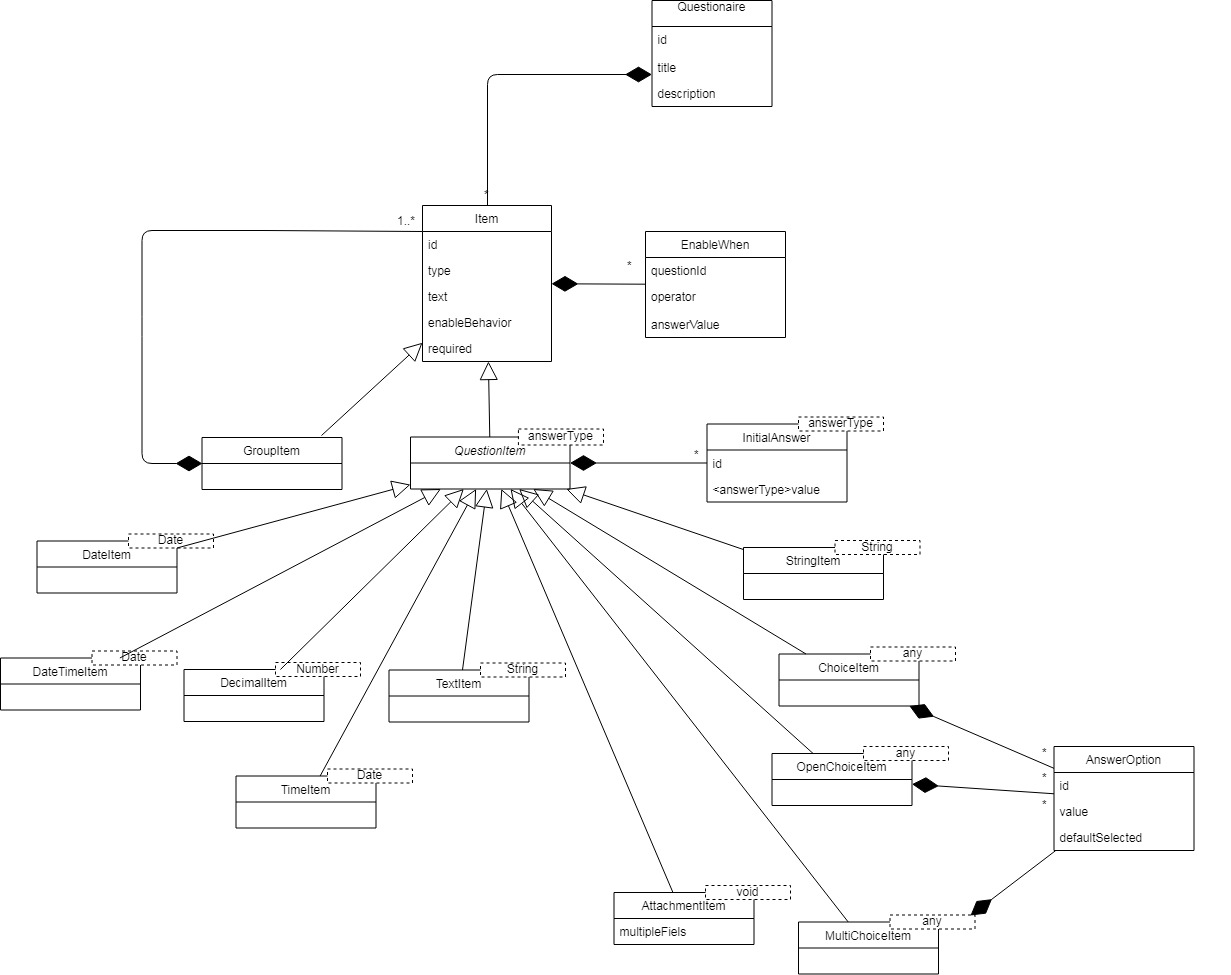 Questionaire
id
title
description
*
1..*
Item
id
type
text
enableBehavior
required
*
EnableWhen
questionId
operator
answerValue
GroupItem
answerType
QuestionItem
*
answerType
InitialAnswer
id
<answerType>value
Date
DateItem
String
StringItem
Date
DateTimeItem
Number
DecimalItem
String
TextItem
any
ChoiceItem
Date
TimeItem
any
OpenChoiceItem
*
*
*
AnswerOption
id
value
defaultSelected
void
AttachmentItem
multipleFiels
any
MultiChoiceItem